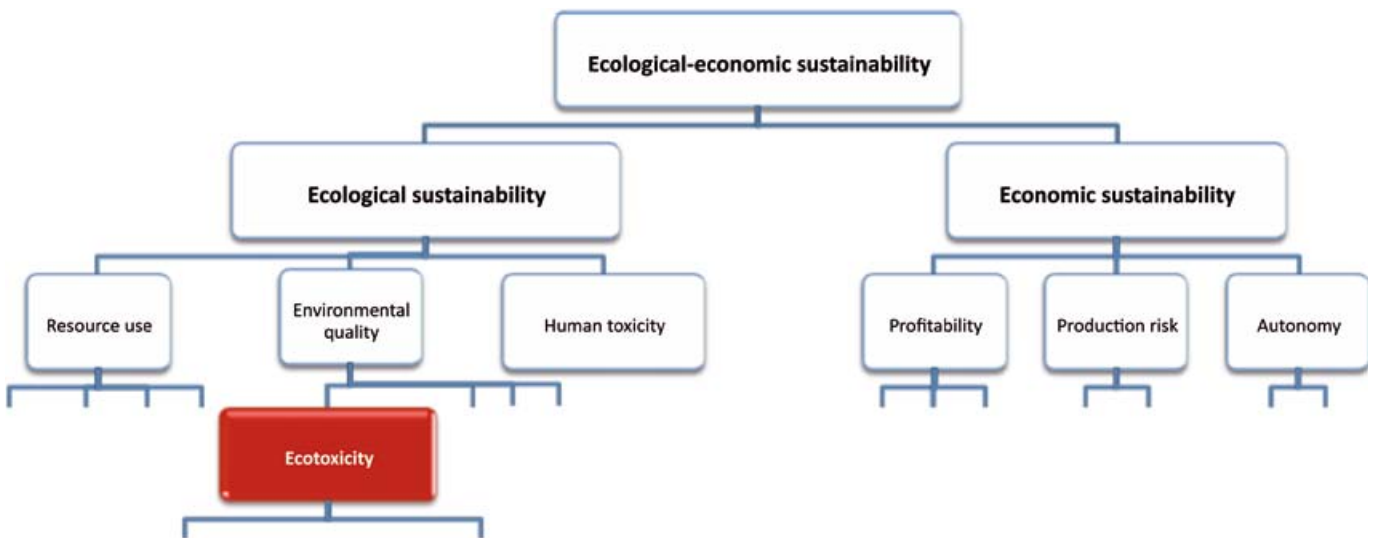 Ecological-economic sustainability
Ecological sustainability
Economic sustainability
Resource use
Environmental
quality
Human toxicity
Profitability
Production risk
Autonomy
Ecotoxicity